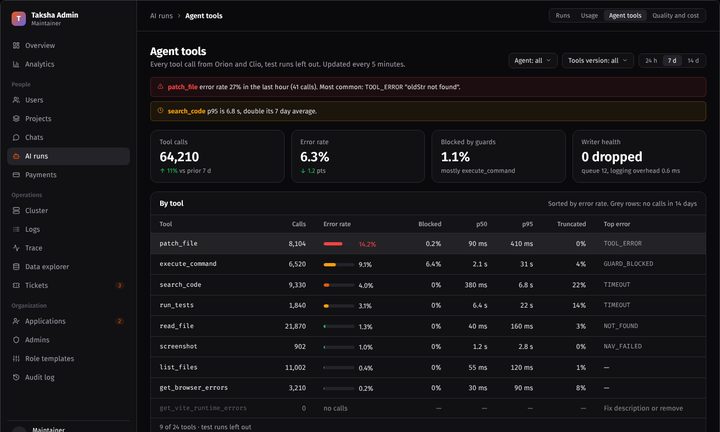 T
Taksha Admin
Maintainer
Overview
Analytics
People
Users
Projects
Chats
AI runs
Payments
Operations
Cluster
Logs
Trace
Data explorer
Tickets 3
Organization
Applications 2
Admins
Role templates
Audit log
Maintainer
AI runs › Agent tools
Runs Usage Agent tools Quality and cost
Agent tools
Every tool call from Orion and Clio, test runs left out. Updated every 5 minutes.
Agent: all Tools version: all 24 h 7 d 14 d
patch_file error rate 27% in the last hour (41 calls). Most common: TOOL_ERROR "oldStr not found".
search_code p95 is 6.8 s, double its 7 day average.
Tool calls
64,210
↑ 11% vs prior 7 d
Error rate
6.3%
↓ 1.2 pts
Blocked by guards
1.1%
mostly execute_command
Writer health
0 dropped
queue 12, logging overhead 0.6 ms
By tool Sorted by error rate. Grey rows: no calls in 14 days
Tool Calls Error rate Blocked p50 p95 Truncated Top error
patch_file 8,104 14.2% 0.2% 90 ms 410 ms 0% TOOL_ERROR
execute_command 6,520 9.1% 6.4% 2.1 s 31 s 4% GUARD_BLOCKED
search_code 9,330 4.0% 0% 380 ms 6.8 s 22% TIMEOUT
run_tests 1,840 3.1% 0% 6.4 s 22 s 14% TIMEOUT
read_file 21,870 1.3% 0% 40 ms 160 ms 3% NOT_FOUND
screenshot 902 1.0% 0% 1.2 s 2.8 s 0% NAV_FAILED
list_files 11,002 0.4% 0% 55 ms 120 ms 1% —
get_browser_errors 3,210 0.2% 0% 30 ms 90 ms 8% —
get_vite_runtime_errors 0 no calls — — — — Fix description or remove
9 of 24 tools · test runs left out